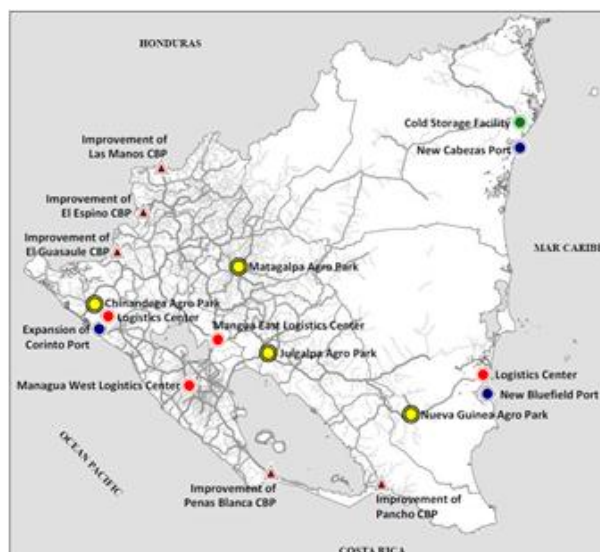 HONDURAS
Cold Storage Facility
New Cabezas Port
Improvement of
Las Manos CBP
Improvement of
El Espino CBP
Improvement of
El Guasaule CBP
MAR CARIBE
Matagalpa Agro Park
Chinandega Agro Park
Logistics Center
Expansion of
Corinto Port
Mangua East Logistics Center
Juigalpa Agro Park
Managua West Logistics Center
Logistics Center
New Bluefield Port
Nueva Guinea Agro Park
OCEAN PACIFIC
Improvement of
Penas Blanca CBP
Improvement of
Pancho CBP
COSTA RICA